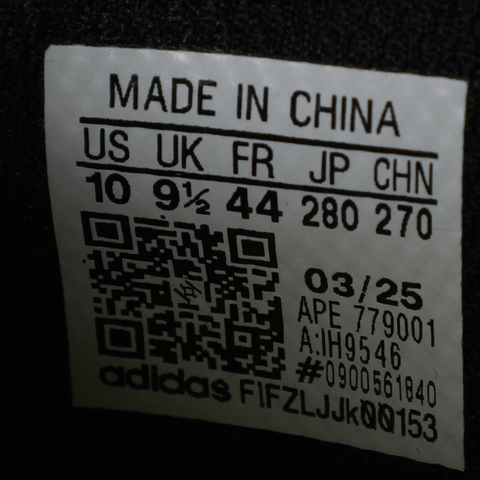 MADE IN CHINA
US UK FR JP CHN
10 9½ 44 280 270
03/25
APE 779001
A:IH9546
#0900561840
adidas FIFZLJJk00153